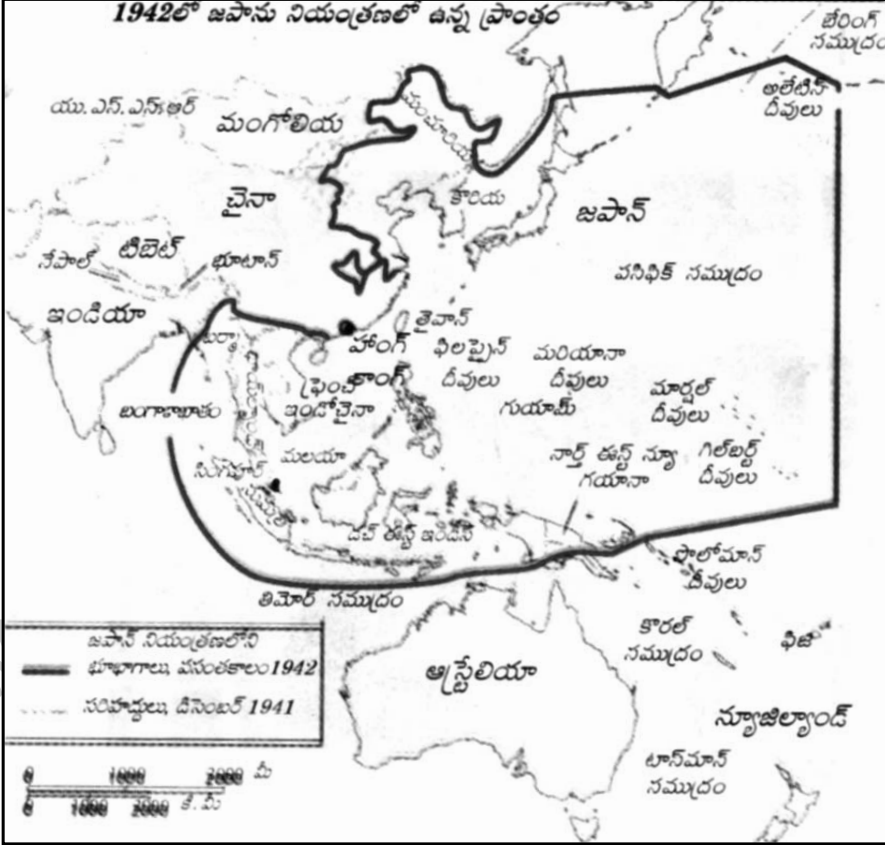 1942లో జపాను నియంత్రణలో ఉన్న ప్రాంతం
బేరింగ్
సముద్రం
అలేటిన్
దీవులు
యు.ఎస్.ఎస్.ఆర్
మంగోలియ
మంచూరియ
చైనా
కొరియ
జపాన్
టిబెట్
నేపాల్
భూటాన్
పసిఫిక్ సముద్రం
ఇండియా
బర్మా
తైవాన్
హాంగ్
కాంగ్
ఫిలిప్పైన్
దీవులు
మరియానా
దీవులు
గుయామ్
మార్షల్
దీవులు
ఫ్రెంచ్
ఇండోచైనా
బంగాళాఖాతం
మలయా
సింగపూర్
సుమత్రా
నార్త్ ఈస్ట్ న్యూ
గయానా
గిల్‌బర్ట్
దీవులు
డచ్ ఈస్ట్ ఇండీస్
సొలోమాన్
దీవులు
తిమోర్ సముద్రం
కొరల్
సముద్రం
ఫిజి
ఆస్ట్రేలియా
న్యూజిల్యాండ్
టాస్‌మాన్
సముద్రం
జపాన్ నియంత్రణలోని
భూభాగాలు, వసంతకాలం 1942
సరిహద్దులు, డిసెంబర్ 1941
0 1000 2000 మీ
0 1000 2000 కి.మీ